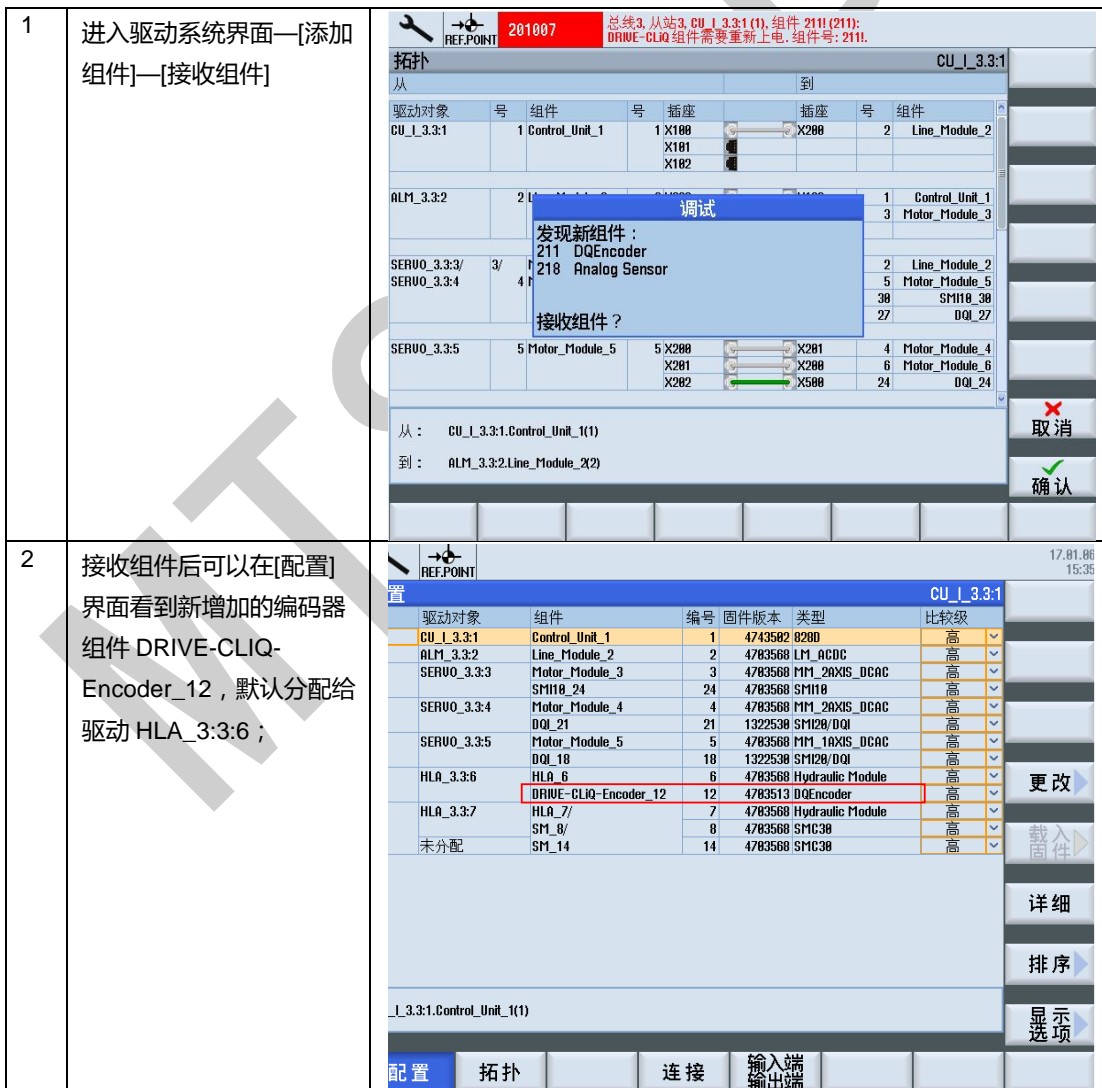 1
进入驱动系统界面—[添加
组件]—[接收组件]
REF.POINT
201007
总线3, 从站3, CU_I_3.3:1 (1), 组件 211! (211):
DRIVE-CLiQ 组件需要重新上电. 组件号: 211!.
拓扑 CU_I_3.3:1
从 到
驱动对象 号 组件 号 插座 插座 号 组件
CU_I_3.3:1 1 Control_Unit_1 1 X100 X200 2 Line_Module_2
X101
X102
ALM_3.3:2 2 1 Control_Unit_1
3 Motor_Module_3
调试
发现新组件：
211 DQEncoder
218 Analog Sensor
接收组件？
SERVO_3.3:3/ 3/ 2 Line_Module_2
SERVO_3.3:4 4 5 Motor_Module_5
30 SMI10_30
27 DQI_27
SERVO_3.3:5 5 Motor_Module_5 5 X200 X201 4 Motor_Module_4
X201 X200 6 Motor_Module_6
X202 X500 24 DQI_24
从： CU_I_3.3:1.Control_Unit_1(1)
到： ALM_3.3:2.Line_Module_2(2)
取消
确认
2
接收组件后可以在[配置]
界面看到新增加的编码器
组件 DRIVE-CLIQ-
Encoder_12，默认分配给
驱动 HLA_3:3:6；
REF.POINT
17.01.06
15:35
置 CU_I_3.3:1
驱动对象 组件 编号 固件版本 类型 比较级
CU_I_3.3:1 Control_Unit_1 1 4743502 828D 高
ALM_3.3:2 Line_Module_2 2 4703568 LM_ACDC 高
SERVO_3.3:3 Motor_Module_3 3 4703568 MM_2AXIS_DCAC 高
SMI10_24 24 4703568 SMI10 高
SERVO_3.3:4 Motor_Module_4 4 4703568 MM_2AXIS_DCAC 高
DQI_21 21 1322530 SMI20/DQI 高
SERVO_3.3:5 Motor_Module_5 5 4703568 MM_1AXIS_DCAC 高
DQI_18 18 1322530 SMI20/DQI 高
HLA_3.3:6 HLA_6 6 4703568 Hydraulic Module 高
DRIVE-CLiQ-Encoder_12 12 4703513 DQEncoder 高
HLA_3.3:7 HLA_7/ 7 4703568 Hydraulic Module 高
SM_8/ 8 4703568 SMC30 高
未分配 SM_14 14 4703568 SMC30 高
更改
载入
固件
详细
排序
显示
选项
_I_3.3:1.Control_Unit_1(1)
配置 拓扑 连接 输入端
输出端